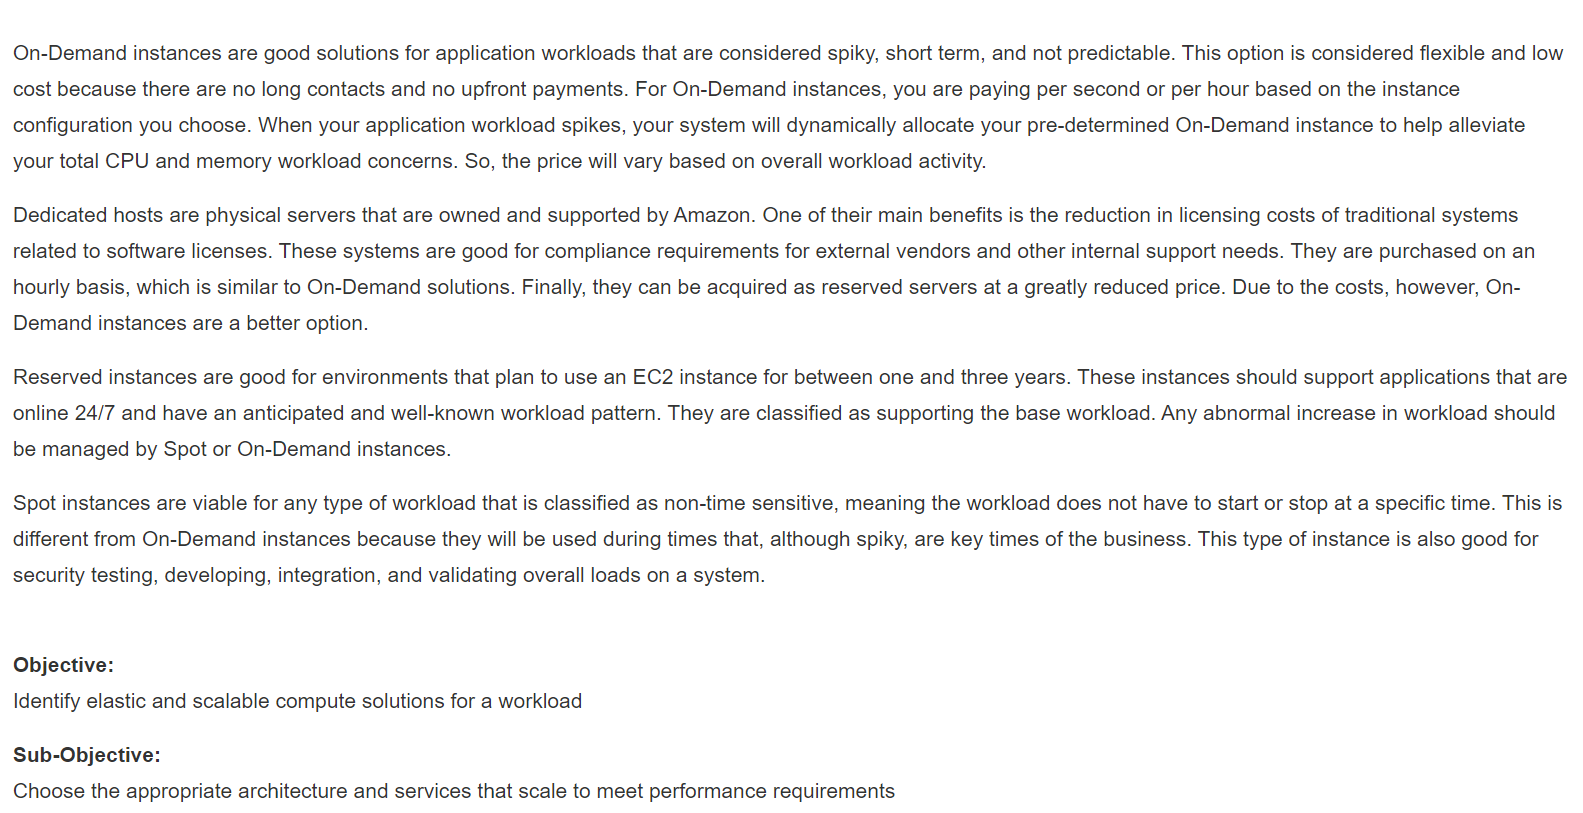 On-Demand instances are good solutions for application workloads that are considered spiky, short term, and not predictable. This option is considered flexible and low
cost because there are no long contacts and no upfront payments. For On-Demand instances, you are paying per second or per hour based on the instance
configuration you choose. When your application workload spikes, your system will dynamically allocate your pre-determined On-Demand instance to help alleviate
your total CPU and memory workload concerns. So, the price will vary based on overall workload activity.
Dedicated hosts are physical servers that are owned and supported by Amazon. One of their main benefits is the reduction in licensing costs of traditional systems
related to software licenses. These systems are good for compliance requirements for external vendors and other internal support needs. They are purchased on an
hourly basis, which is similar to On-Demand solutions. Finally, they can be acquired as reserved servers at a greatly reduced price. Due to the costs, however, On-
Demand instances are a better option.
Reserved instances are good for environments that plan to use an EC2 instance for between one and three years. These instances should support applications that are
online 24/7 and have an anticipated and well-known workload pattern. They are classified as supporting the base workload. Any abnormal increase in workload should
be managed by Spot or On-Demand instances.
Spot instances are viable for any type of workload that is classified as non-time sensitive, meaning the workload does not have to start or stop at a specific time. This is
different from On-Demand instances because they will be used during times that, although spiky, are key times of the business. This type of instance is also good for
security testing, developing, integration, and validating overall loads on a system.
Objective:
Identify elastic and scalable compute solutions for a workload
Sub-Objective:
Choose the appropriate architecture and services that scale to meet performance requirements